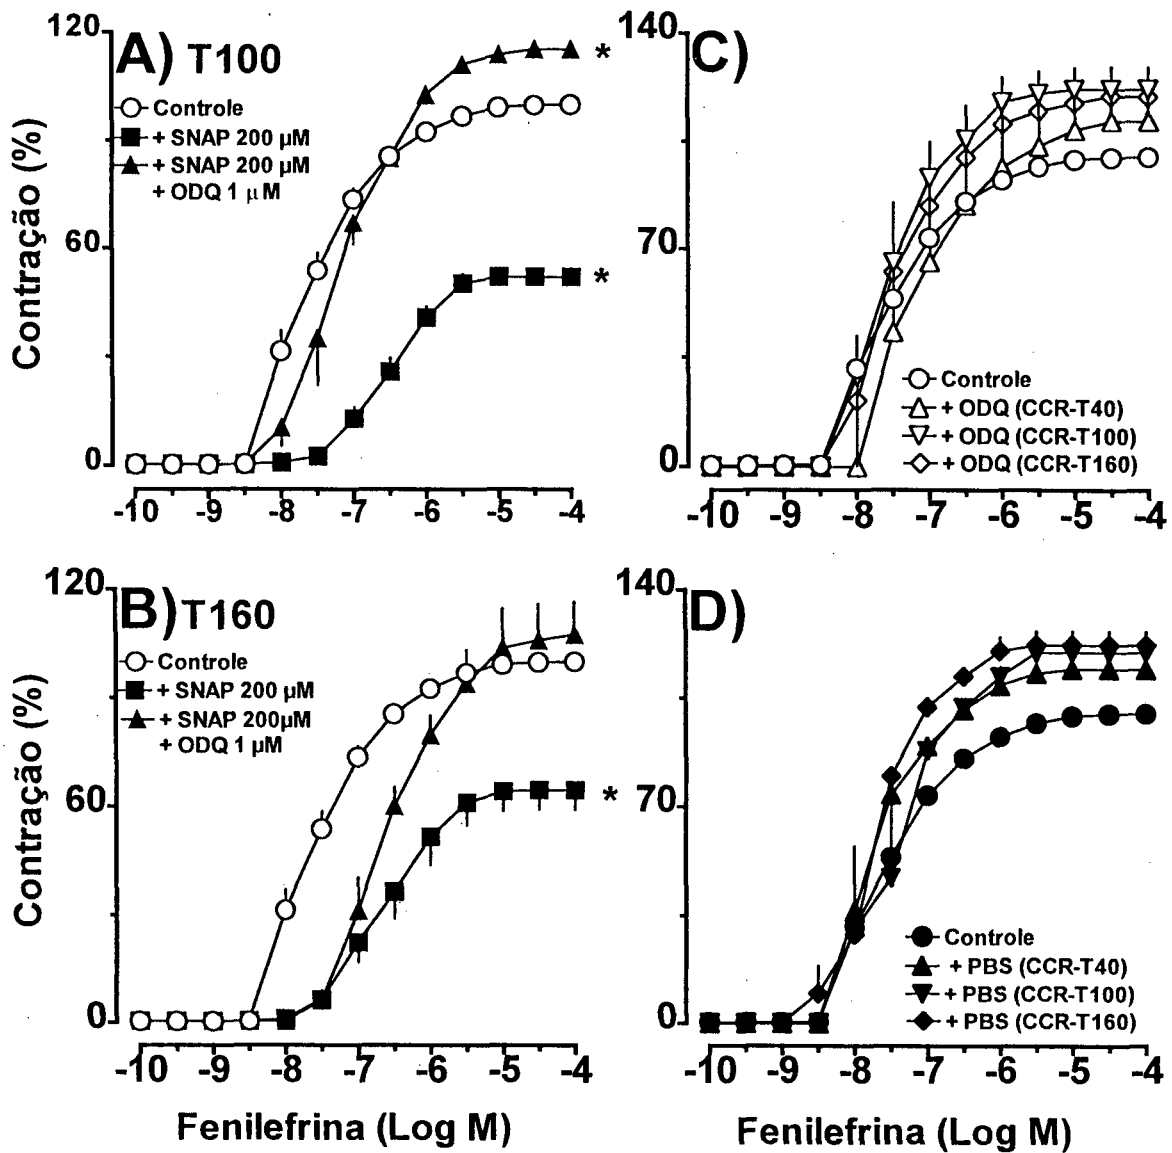 A) T100
120
60
0
Contração (%)
Controle
+ SNAP 200 µM
+ SNAP 200 µM
+ ODQ 1 µM
*
*
-10 -9 -8 -7 -6 -5 -4
C)
140
70
0
Controle
+ ODQ (CCR-T40)
+ ODQ (CCR-T100)
+ ODQ (CCR-T160)
-10 -9 -8 -7 -6 -5 -4
B) T160
120
60
0
Contração (%)
Controle
+ SNAP 200 µM
+ SNAP 200µM
+ ODQ 1 µM
*
-10 -9 -8 -7 -6 -5 -4
Fenilefrina (Log M)
D)
140
70
0
Controle
+ PBS (CCR-T40)
+ PBS (CCR-T100)
+ PBS (CCR-T160)
-10 -9 -8 -7 -6 -5 -4
Fenilefrina (Log M)